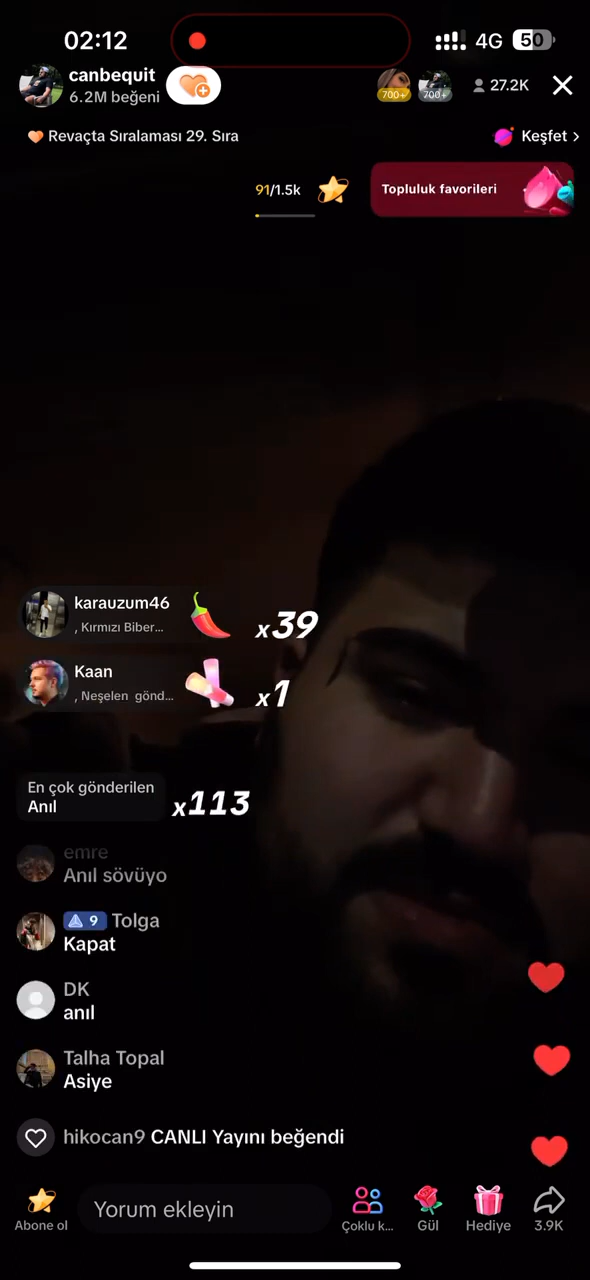 02:12
4G
50
canbequit
6.2M beğeni
700+
700+
27.2K
Revaçta Sıralaması 29. Sıra
Keşfet >
91/1.5k
Topluluk favorileri
karauzum46
, Kırmızı Biber...
x39
Kaan
, Neşelen gönd...
x1
En çok gönderilen
Anıl
x113
emre
Anıl sövüyo
9 Tolga
Kapat
DK
anıl
Talha Topal
Asiye
hikocan9 CANLI Yayını beğendi
Abone ol
Yorum ekleyin
Çoklu k...
Gül
Hediye
3.9K